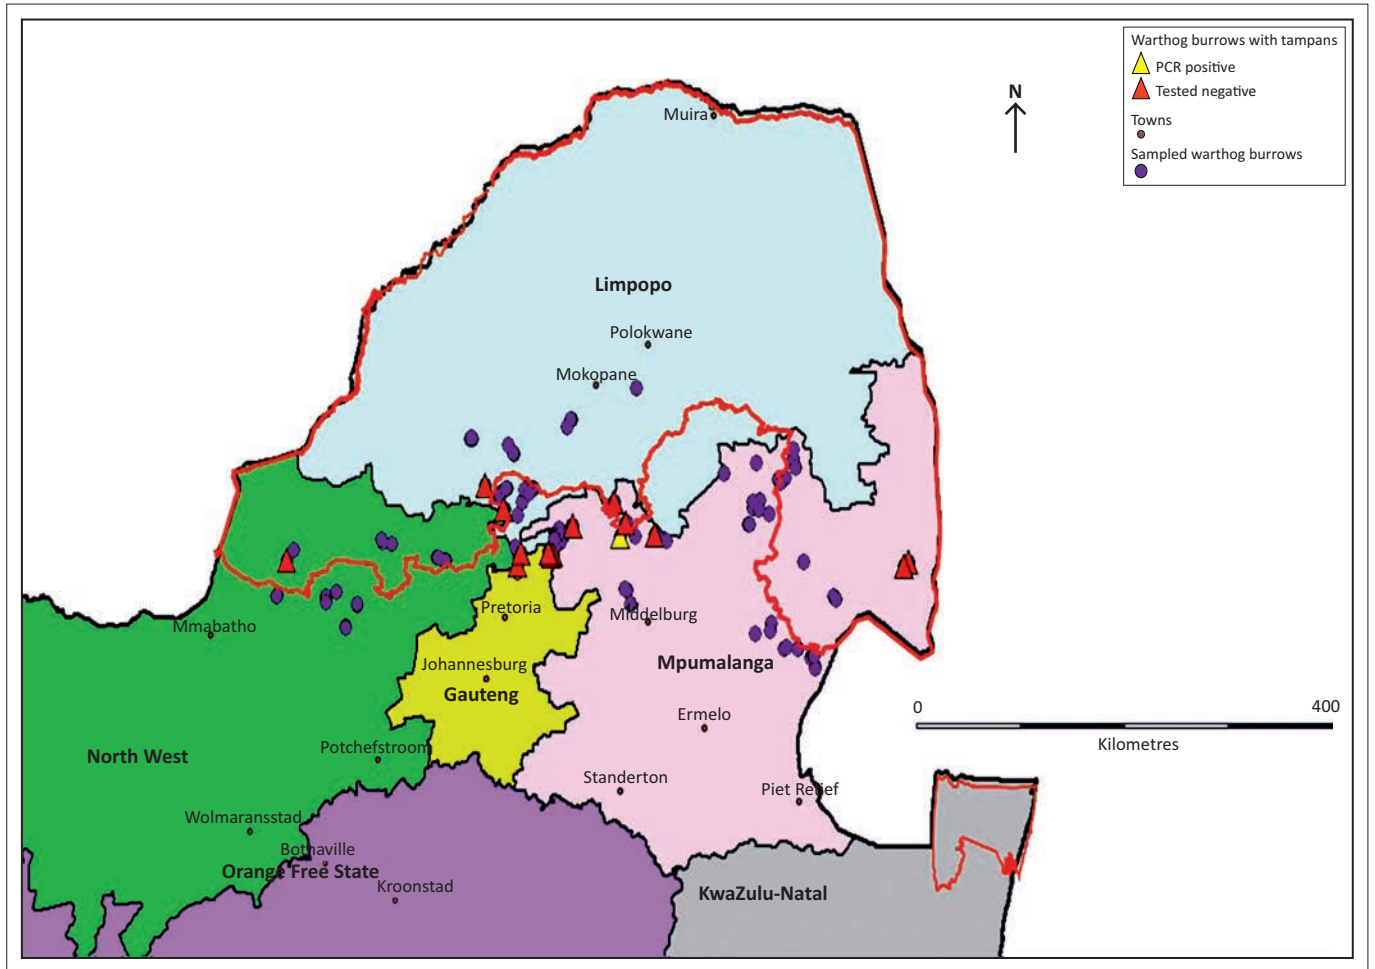 Warthog burrows with tampans
PCR positive
Tested negative
Towns
Sampled warthog burrows
N
Muira
Limpopo
Polokwane
Mokopane
Pretoria
Middelburg
Mmabatho
Johannesburg
Mpumalanga
Gauteng
Ermelo
0
400
Kilometres
North West
Potchefstroom
Standerton
Piet Retief
Wolmaransstad
Bothaville
Orange Free State
Kroonstad
KwaZulu-Natal